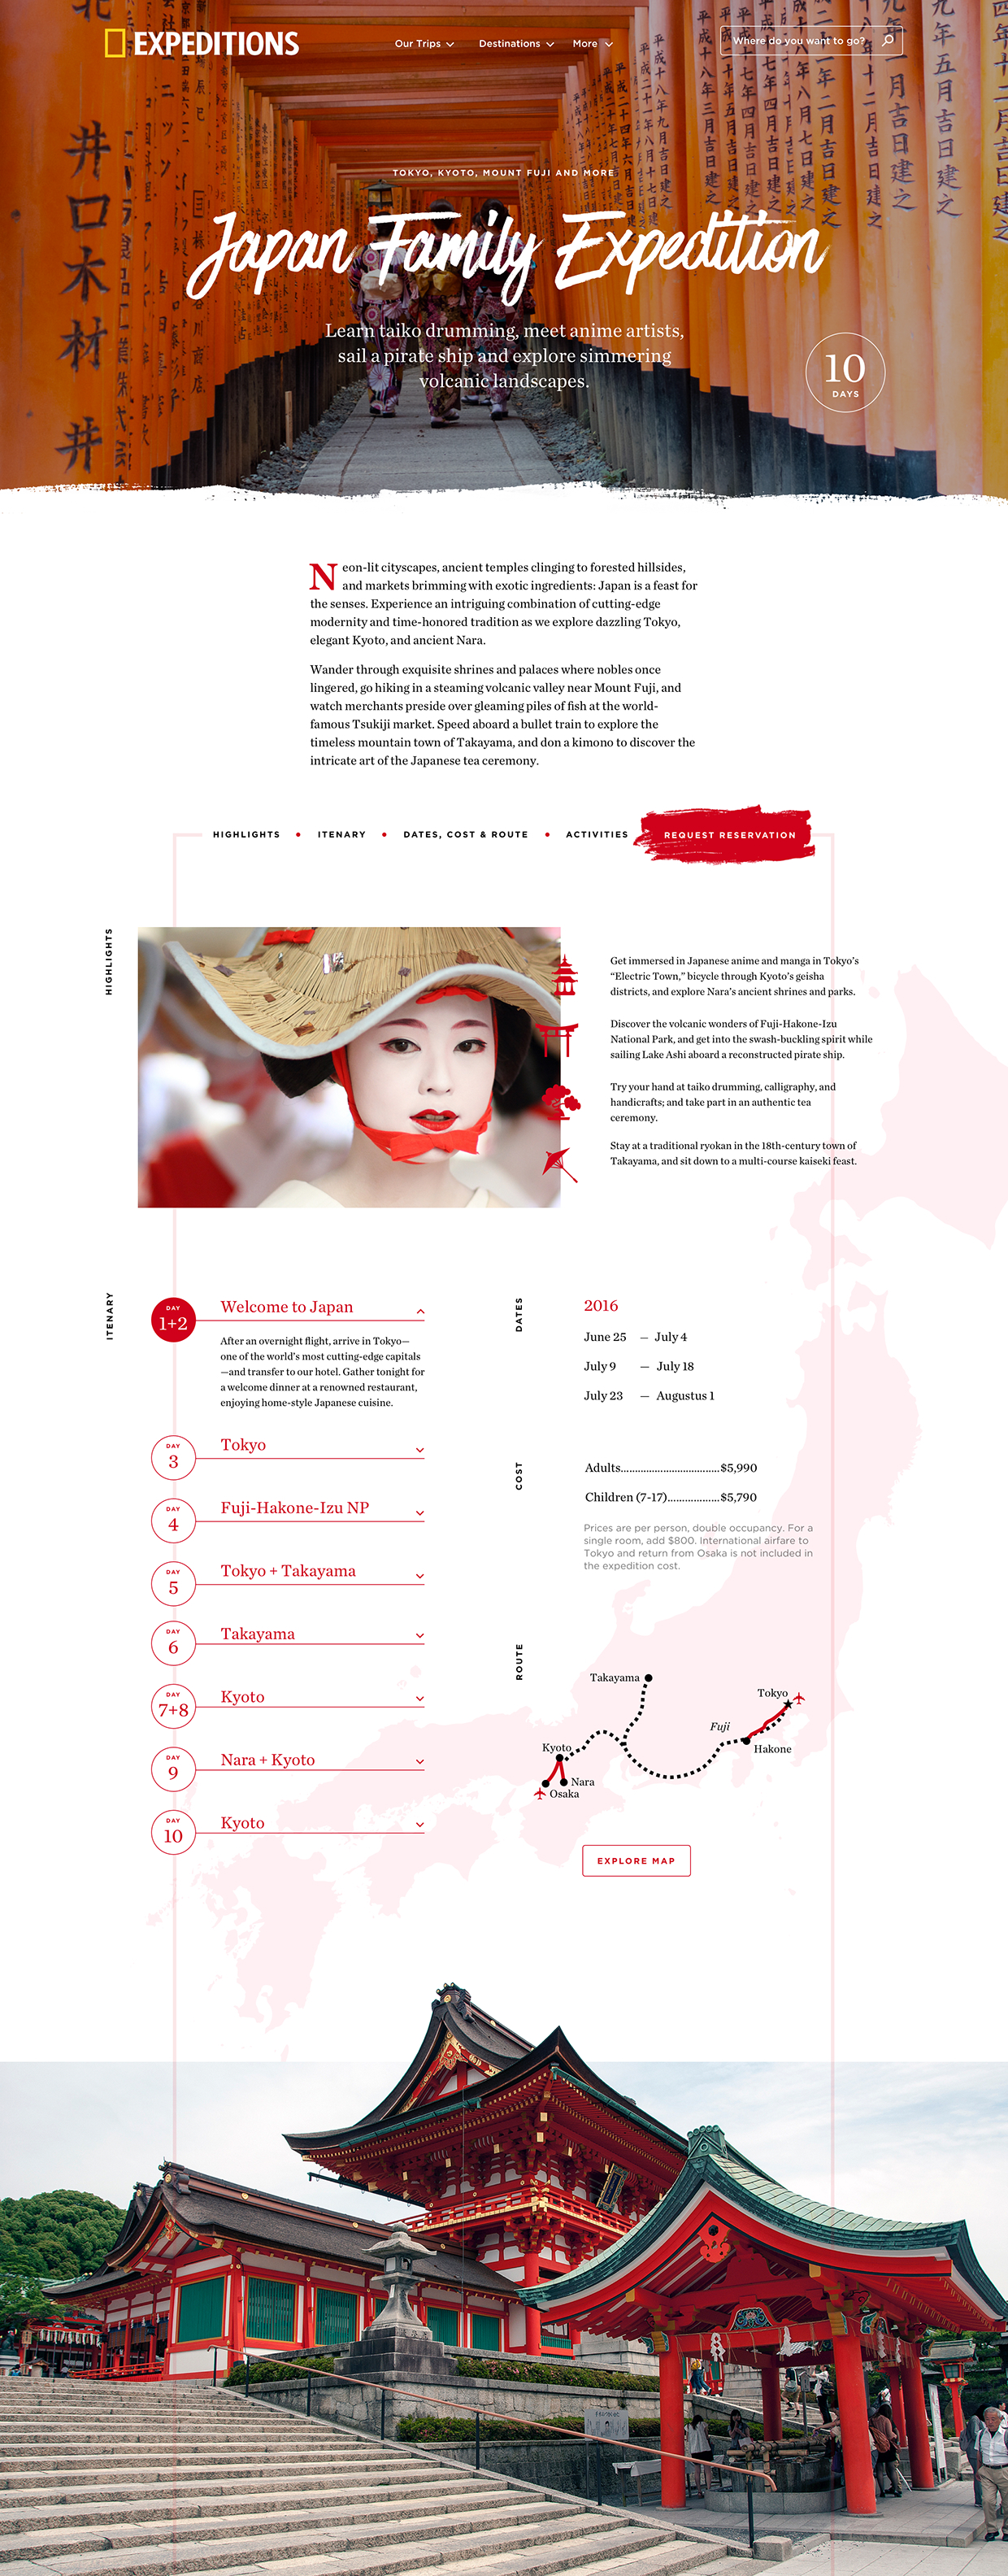 EXPEDITIONS
Our Trips
Destinations
More
Where do you want to go?
TOKYO, KYOTO, MOUNT FUJI AND MORE
Japan Family Expedition
Learn taiko drumming, meet anime artists,
sail a pirate ship and explore simmering
volcanic landscapes.
10
DAYS
井口木材
井
Neon-lit cityscapes, ancient temples clinging to forested hillsides,
and markets brimming with exotic ingredients: Japan is a feast for
the senses. Experience an intriguing combination of cutting-edge
modernity and time-honored tradition as we explore dazzling Tokyo,
elegant Kyoto, and ancient Nara.
Wander through exquisite shrines and palaces where nobles once
lingered, go hiking in a steaming volcanic valley near Mount Fuji, and
watch merchants preside over gleaming piles of fish at the world-
famous Tsukiji market. Speed aboard a bullet train to explore the
timeless mountain town of Takayama, and don a kimono to discover the
intricate art of the Japanese tea ceremony.
HIGHLIGHTS • ITENARY • DATES, COST & ROUTE • ACTIVITIES
REQUEST RESERVATION
HIGHLIGHTS
Get immersed in Japanese anime and manga in Tokyo's
“Electric Town,” bicycle through Kyoto's geisha
districts, and explore Nara's ancient shrines and parks.
Discover the volcanic wonders of Fuji-Hakone-Izu
National Park, and get into the swash-buckling spirit while
sailing Lake Ashi aboard a reconstructed pirate ship.
Try your hand at taiko drumming, calligraphy, and
handicrafts; and take part in an authentic tea
ceremony.
Stay at a traditional ryokan in the 18th-century town of
Takayama, and sit down to a multi-course kaiseki feast.
ITENARY
DAY
1+2
Welcome to Japan
After an overnight flight, arrive in Tokyo—
one of the world's most cutting-edge capitals
—and transfer to our hotel. Gather tonight for
a welcome dinner at a renowned restaurant,
enjoying home-style Japanese cuisine.
DAY
3
Tokyo
DAY
4
Fuji-Hakone-Izu NP
DAY
5
Tokyo + Takayama
DAY
6
Takayama
DAY
7+8
Kyoto
DAY
9
Nara + Kyoto
DAY
10
Kyoto
DATES
2016
June 25 — July 4
July 9 — July 18
July 23 — Augustus 1
COST
Adults..................................$5,990
Children (7-17)..................$5,790
Prices are per person, double occupancy. For a
single room, add $800. International airfare to
Tokyo and return from Osaka is not included in
the expedition cost.
ROUTE
Takayama
Tokyo
Fuji
Hakone
Kyoto
Nara
Osaka
EXPLORE MAP